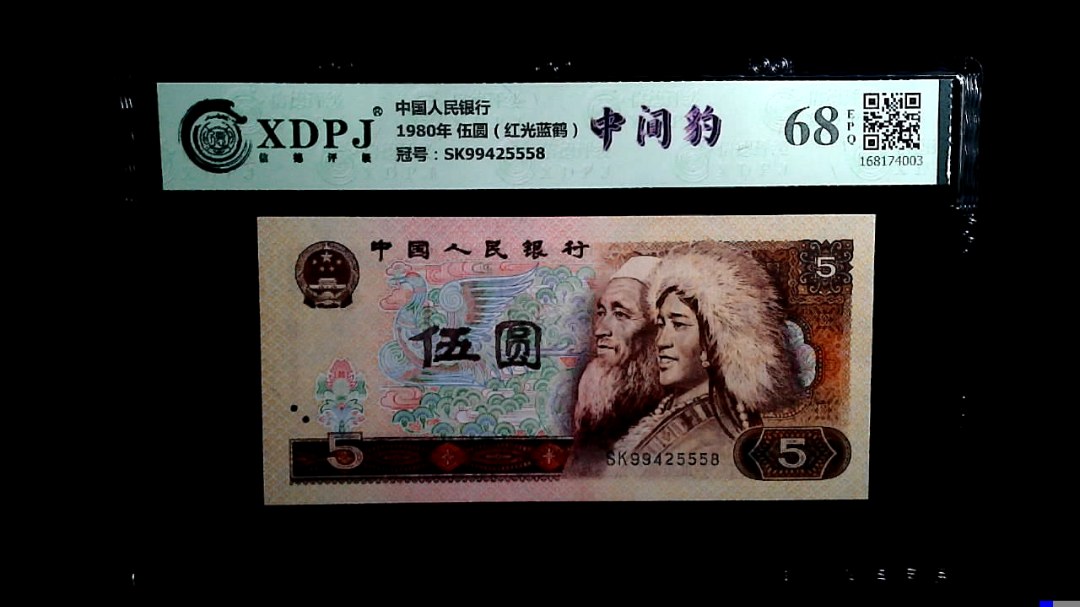 XDPJ®
信德评级
中国人民银行
1980年 伍圆（红光蓝鹤）
冠号：SK99425558
中间豹
68
EPQ
168174003
中国人民银行
5
伍圆
5
SK99425558
5